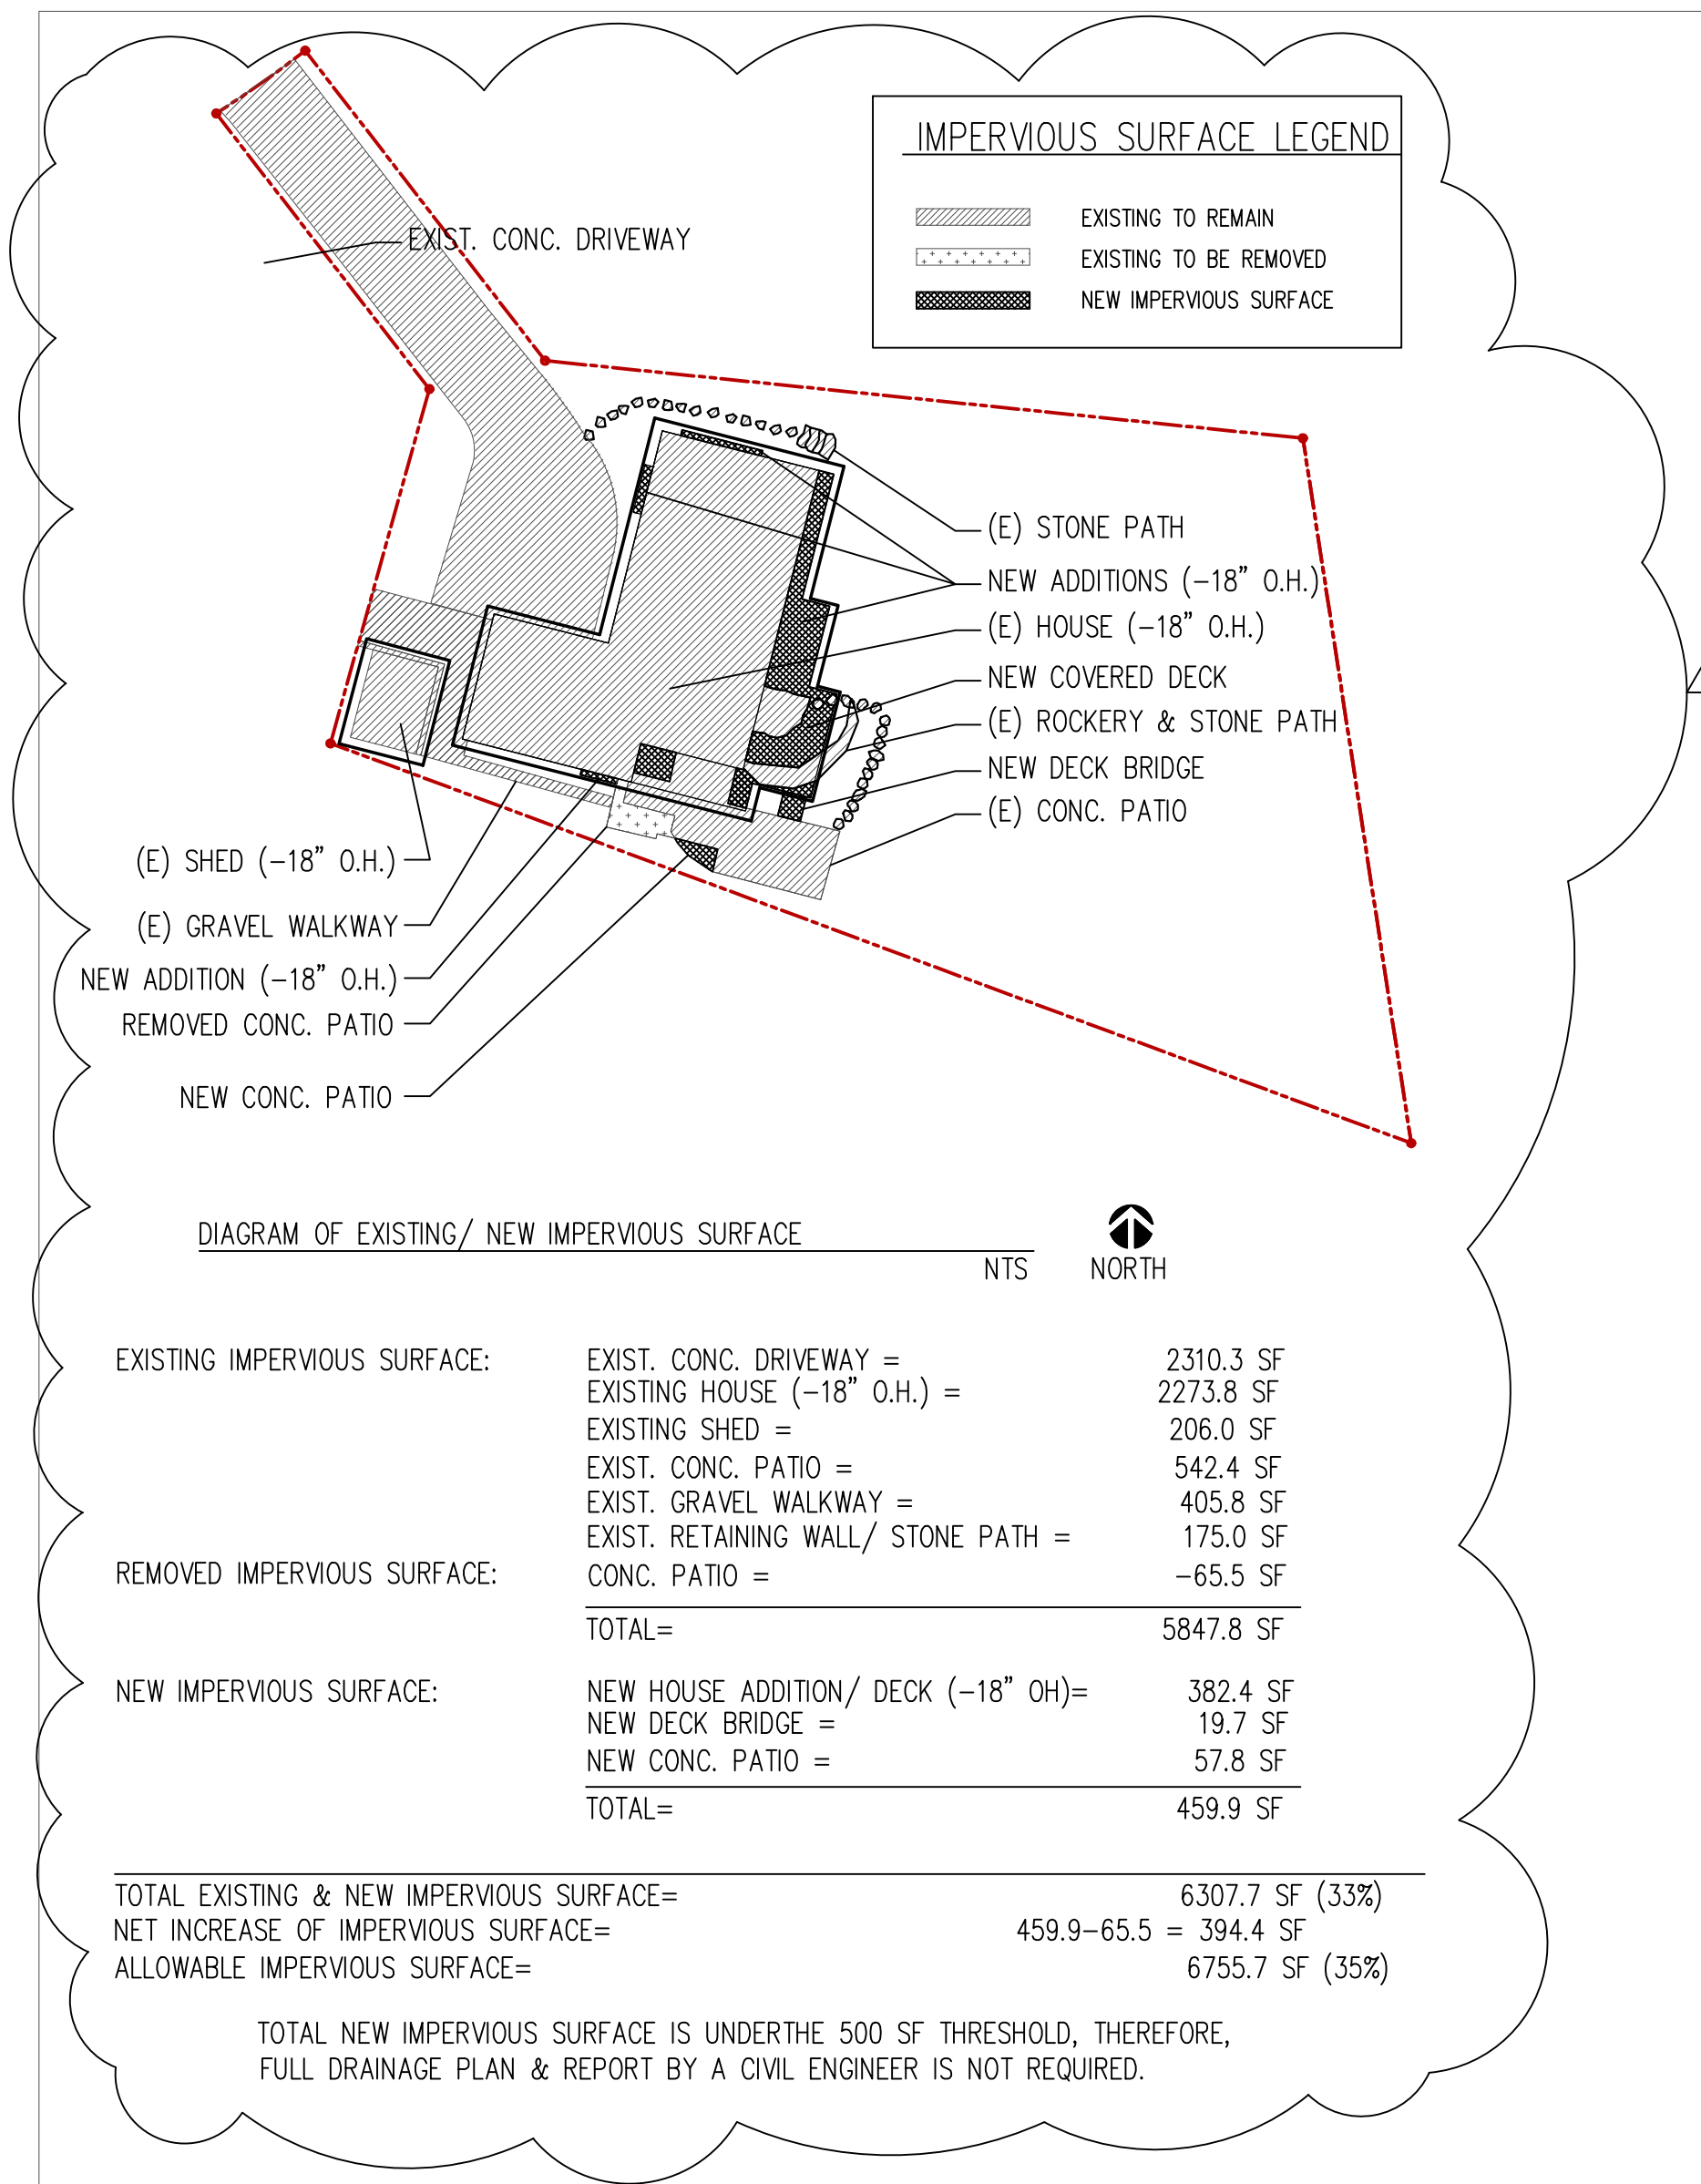 IMPERVIOUS SURFACE LEGEND
EXISTING TO REMAIN
EXISTING TO BE REMOVED
NEW IMPERVIOUS SURFACE
EXIST. CONC. DRIVEWAY
(E) STONE PATH
NEW ADDITIONS (-18" O.H.)
(E) HOUSE (-18" O.H.)
NEW COVERED DECK
(E) ROCKERY & STONE PATH
NEW DECK BRIDGE
(E) CONC. PATIO
(E) SHED (-18" O.H.)
(E) GRAVEL WALKWAY
NEW ADDITION (-18" O.H.)
REMOVED CONC. PATIO
NEW CONC. PATIO
DIAGRAM OF EXISTING/ NEW IMPERVIOUS SURFACE
NTS NORTH
EXISTING IMPERVIOUS SURFACE: EXIST. CONC. DRIVEWAY = 2310.3 SF
EXISTING HOUSE (-18" O.H.) = 2273.8 SF
EXISTING SHED = 206.0 SF
EXIST. CONC. PATIO = 542.4 SF
EXIST. GRAVEL WALKWAY = 405.8 SF
EXIST. RETAINING WALL/ STONE PATH = 175.0 SF
REMOVED IMPERVIOUS SURFACE: CONC. PATIO = -65.5 SF
TOTAL= 5847.8 SF
NEW IMPERVIOUS SURFACE: NEW HOUSE ADDITION/ DECK (-18" OH)= 382.4 SF
NEW DECK BRIDGE = 19.7 SF
NEW CONC. PATIO = 57.8 SF
TOTAL= 459.9 SF
TOTAL EXISTING & NEW IMPERVIOUS SURFACE= 6307.7 SF (33%)
NET INCREASE OF IMPERVIOUS SURFACE= 459.9-65.5 = 394.4 SF
ALLOWABLE IMPERVIOUS SURFACE= 6755.7 SF (35%)
TOTAL NEW IMPERVIOUS SURFACE IS UNDERTHE 500 SF THRESHOLD, THEREFORE,
FULL DRAINAGE PLAN & REPORT BY A CIVIL ENGINEER IS NOT REQUIRED.